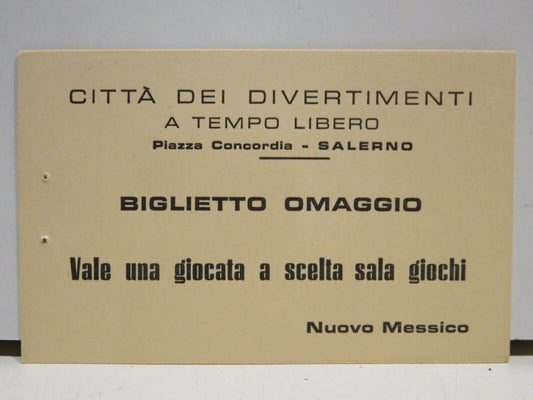 CITTÀ DEI DIVERTIMENTI
A TEMPO LIBERO
Piazza Concordia - SALERNO
BIGLIETTO OMAGGIO
Vale una giocata a scelta sala giochi
Nuovo Messico